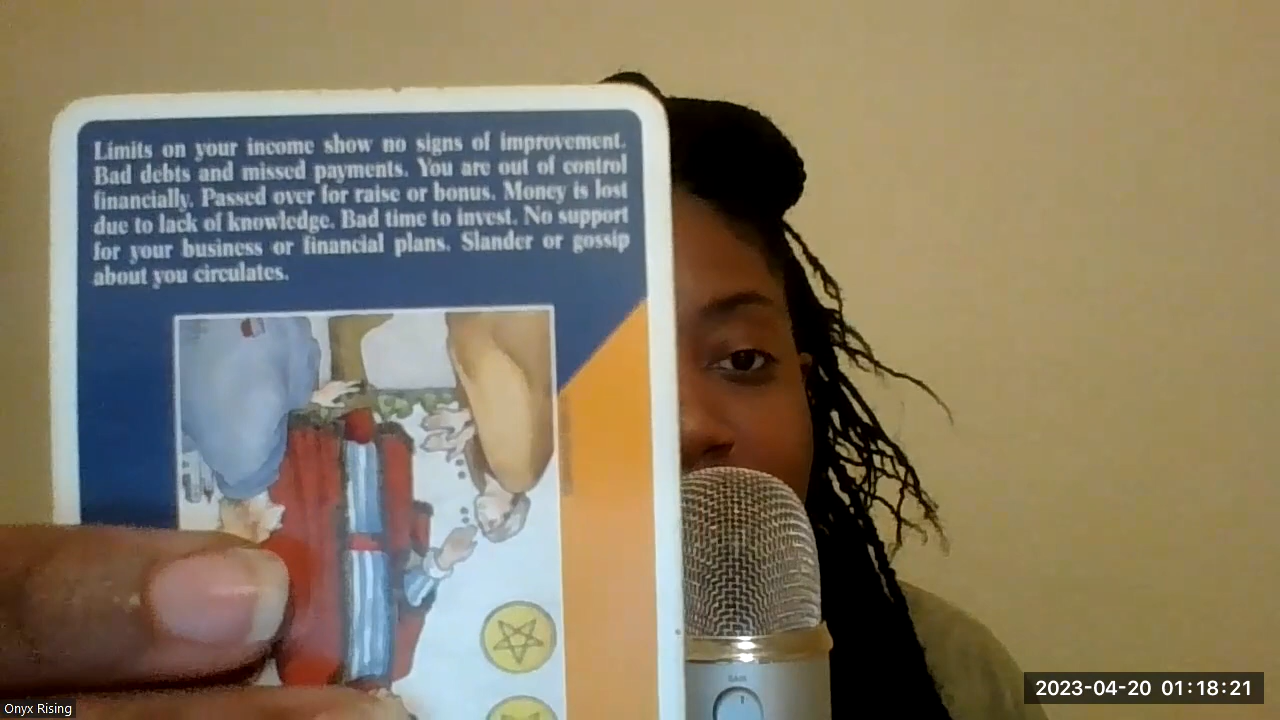 Limits on your income show no signs of improvement.
Bad debts and missed payments. You are out of control
financially. Passed over for raise or bonus. Money is lost
due to lack of knowledge. Bad time to invest. No support
for your business or financial plans. Slander or gossip
about you circulates.
GAIN
Onyx Rising
2023-04-20 01:18:21